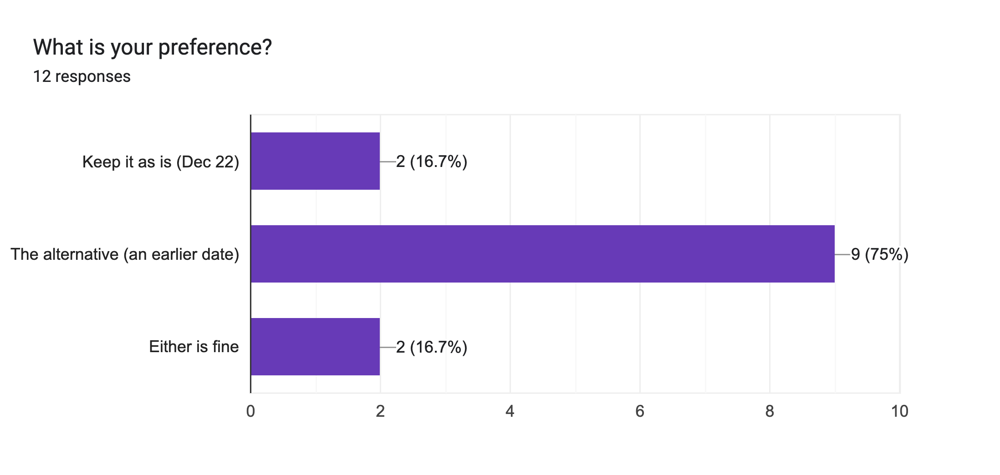 What is your preference?
12 responses
Keep it as is (Dec 22)
2 (16.7%)
The alternative (an earlier date)
9 (75%)
Either is fine
2 (16.7%)
0 2 4 6 8 10